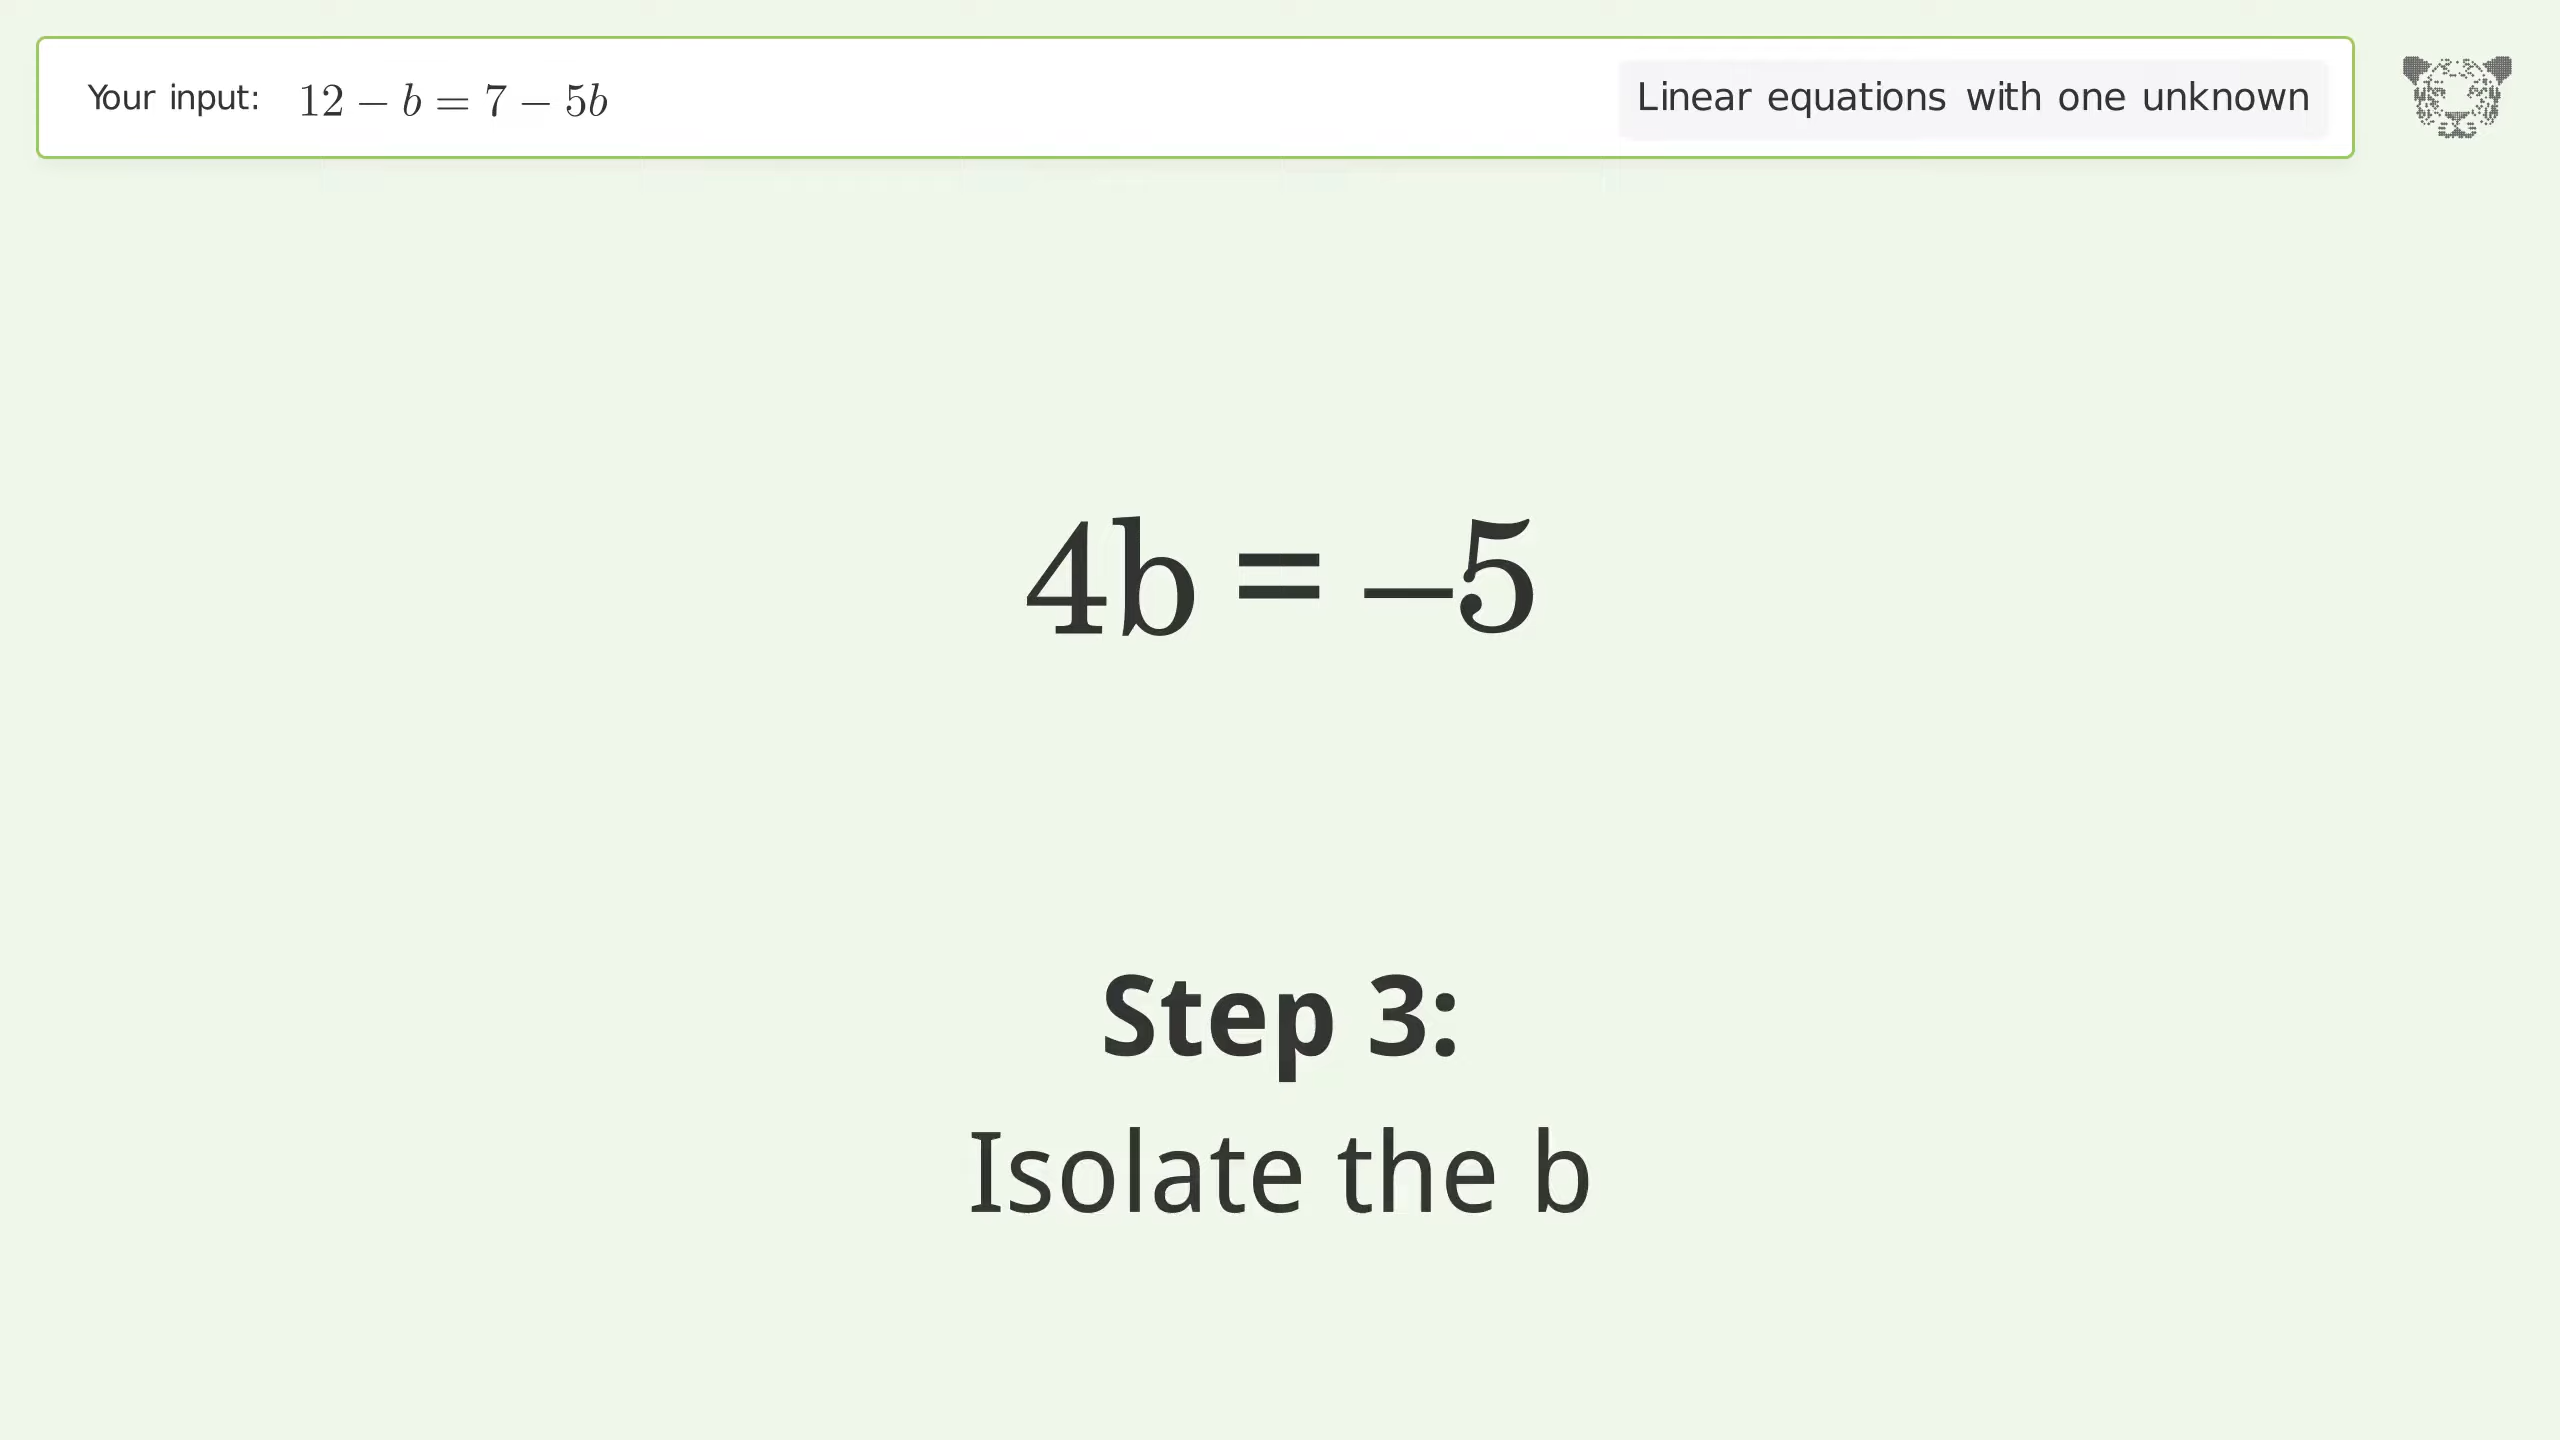 Your input: 12 − b = 7 − 5b
Linear equations with one unknown
4b = −5
Step 3:
Isolate the b